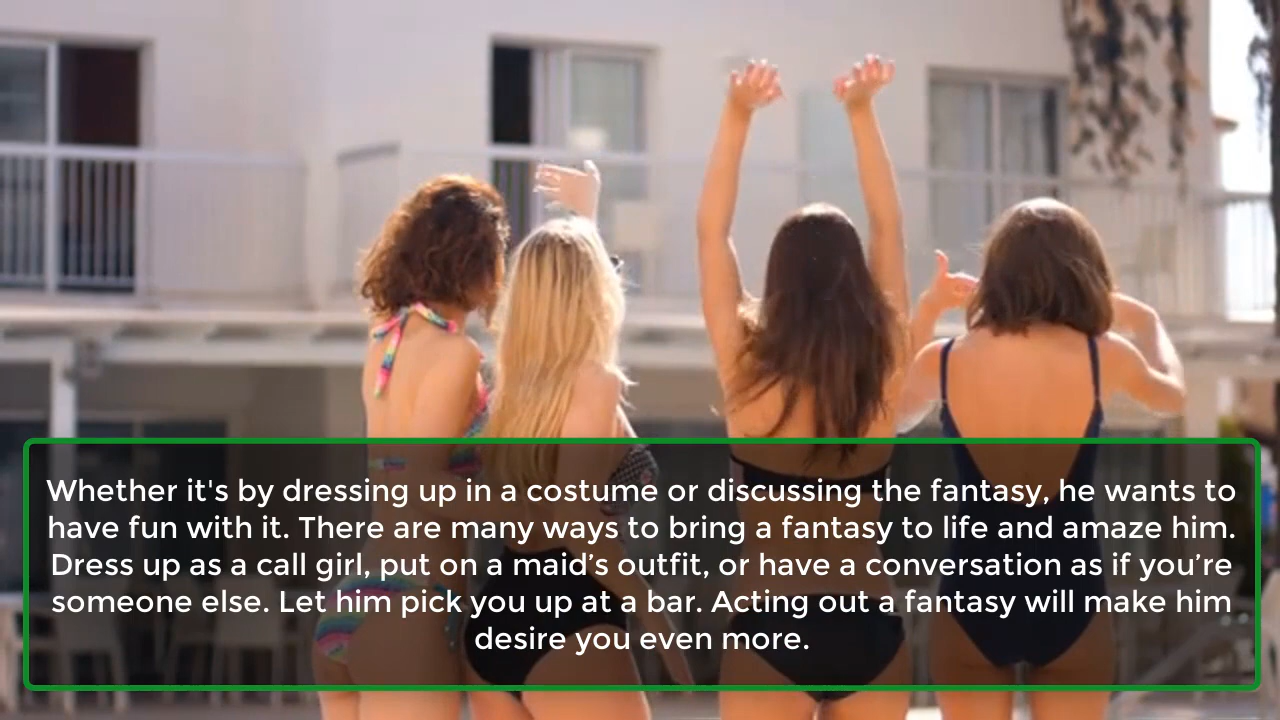 Whether it's by dressing up in a costume or discussing the fantasy, he wants to
have fun with it. There are many ways to bring a fantasy to life and amaze him.
Dress up as a call girl, put on a maid’s outfit, or have a conversation as if you’re
someone else. Let him pick you up at a bar. Acting out a fantasy will make him
desire you even more.